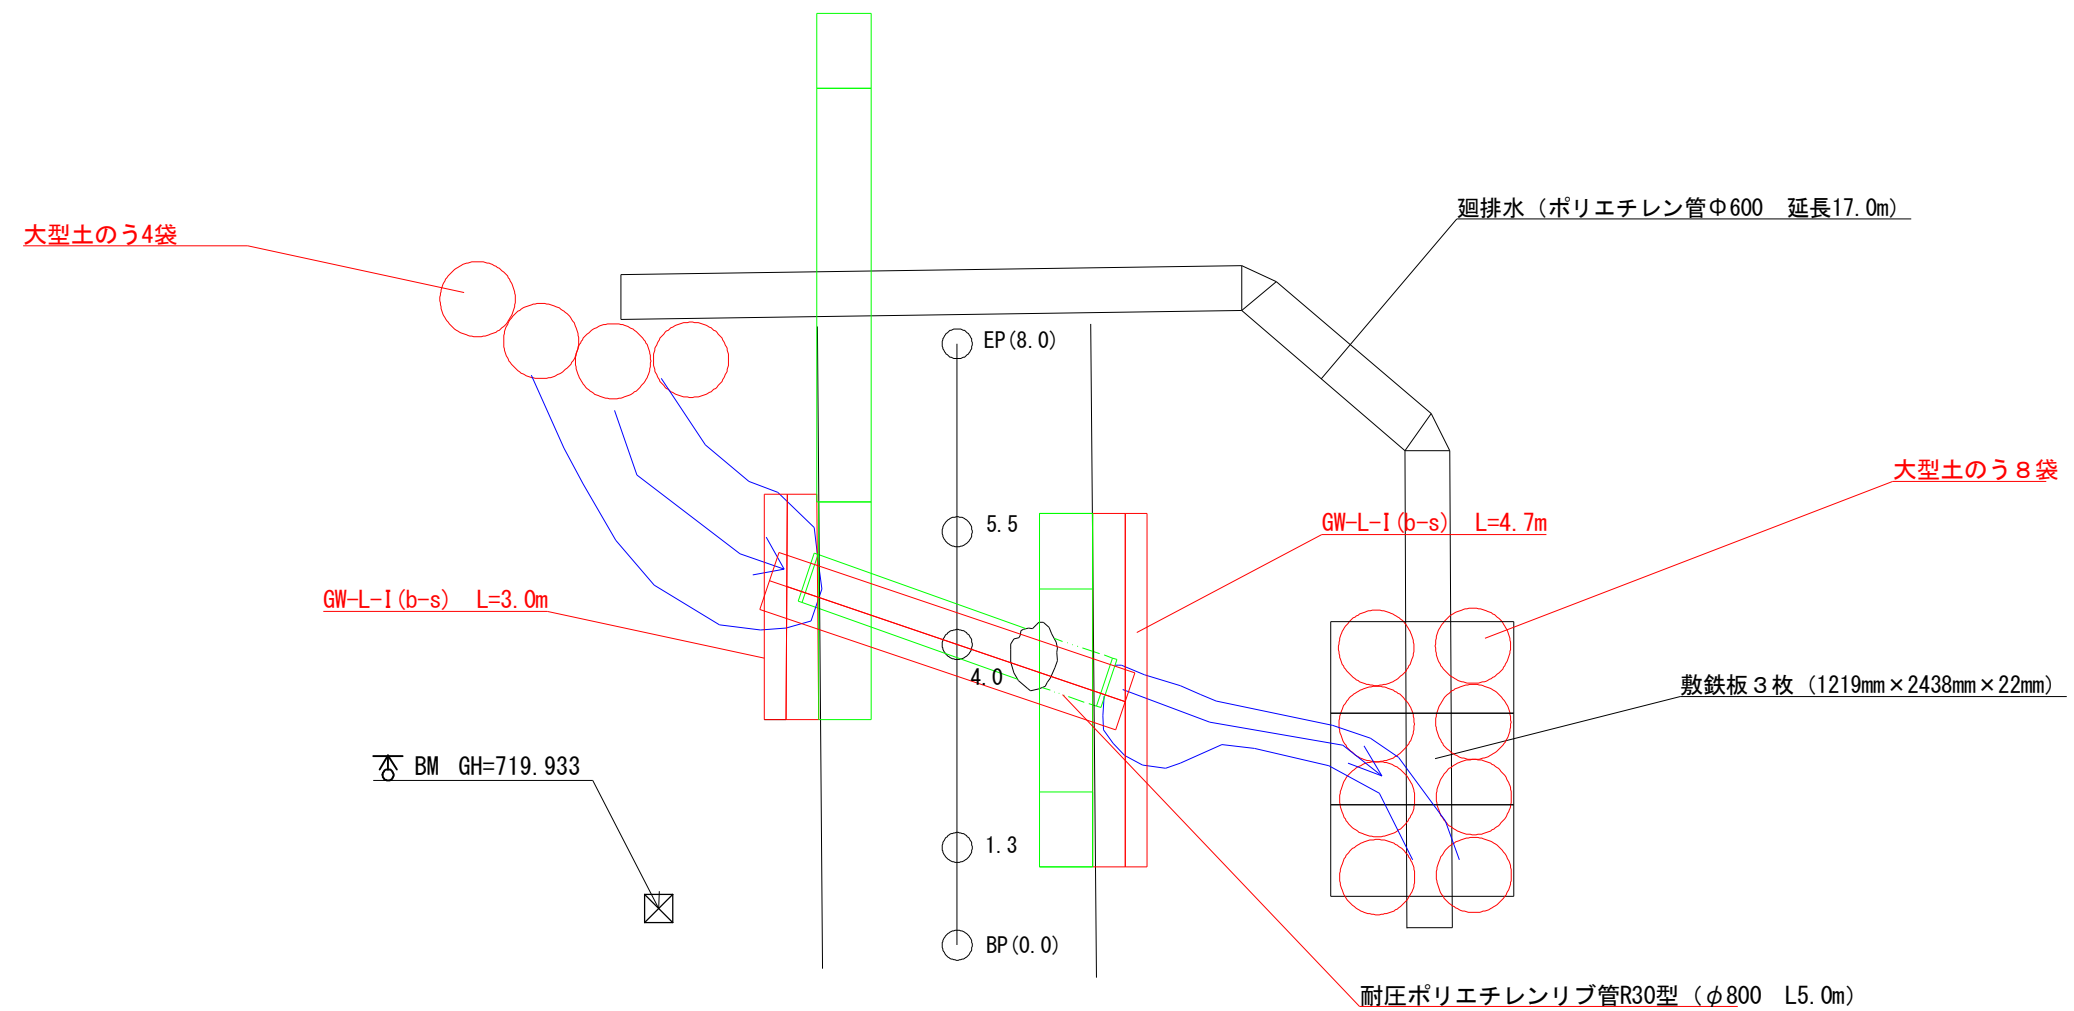 廻排水（ポリエチレン管Φ600　延長17.0m）
大型土のう4袋
EP(8.0)
大型土のう８袋
5.5
GW-L-I(b-s)　L=4.7m
GW-L-I(b-s)　L=3.0m
4.0
敷鉄板３枚（1219mm×2438mm×22mm）
BM　GH=719.933
1.3
BP(0.0)
耐圧ポリエチレンリブ管R30型（φ800　L5.0m）